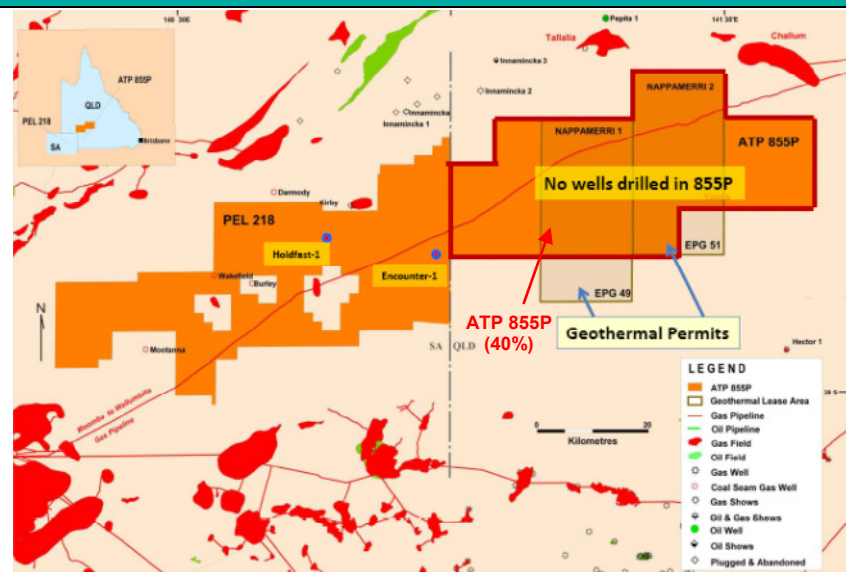 140 30E
141 30'E
ATP 855P
QLD
PEL 218
SA
Brisbane
Pepita 1
Tallalia
Challum
Innamincka 3
Innamincka 2
Innamincka 1
NAPPAMERRI 2
NAPPAMERRI 1
ATP 855P
No wells drilled in 855P
Darmody
Kirby
PEL 218
Holdfast-1
Encounter-1
EPG 51
Wakefield
Burley
EPG 49
N
ATP 855P
(40%)
Geothermal Permits
SA QLD
Hector 1
Mootanna
Moomba to Wallumbilla
Gas Pipeline
0
20
Kilometres
LEGEND
ATP 855P
Geothermal Lease Area
Gas Pipeline
Oil Pipeline
Gas Field
Oil Field
Gas Well
Coal Seam Gas Well
Gas Shows
Oil & Gas Shows
Oil Well
Oil Shows
Plugged & Abandoned